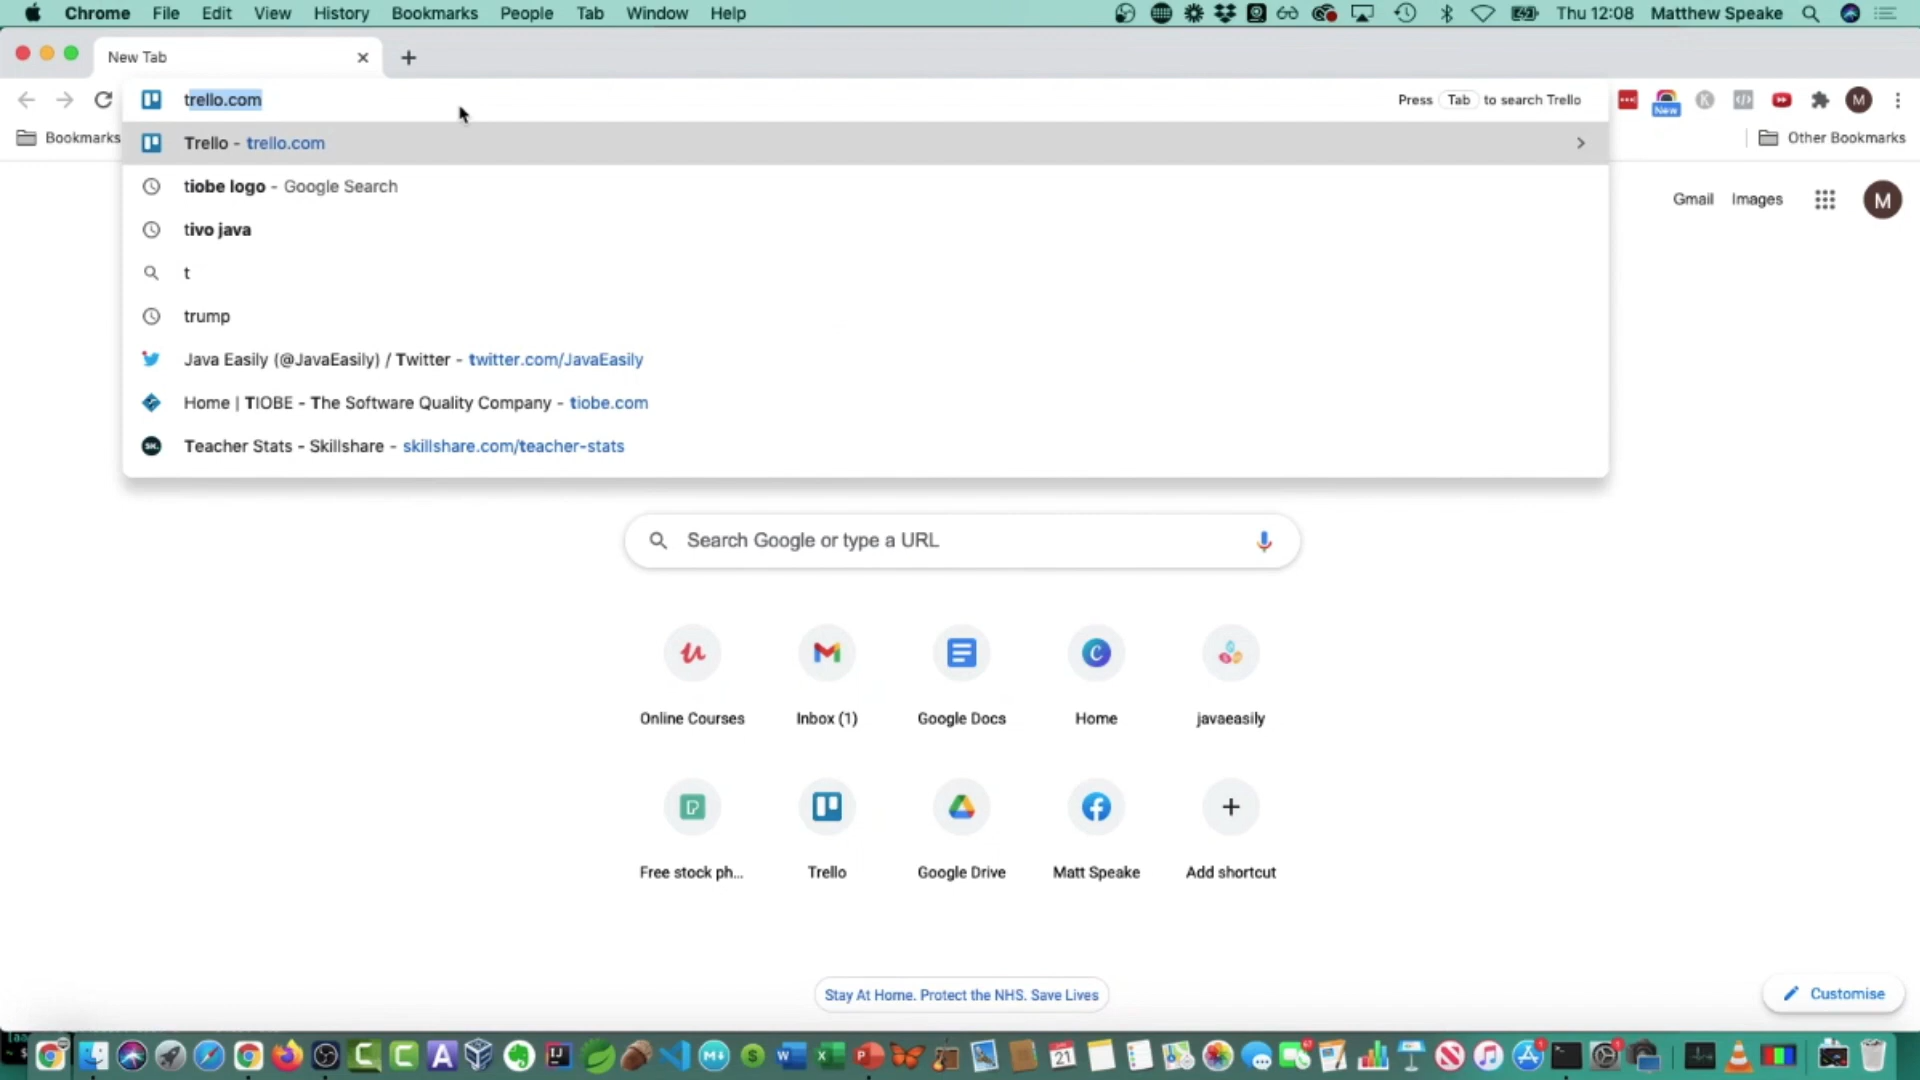 Chrome File Edit View History Bookmarks People Tab Window Help Thu 12:08 Matthew Speake
New Tab
trello.com Press Tab to search Trello New M
Bookmarks Other Bookmarks
Trello - trello.com
tiobe logo - Google Search
Gmail Images M
tivo java
t
trump
Java Easily (@JavaEasily) / Twitter - twitter.com/JavaEasily
Home | TIOBE - The Software Quality Company - tiobe.com
Teacher Stats - Skillshare - skillshare.com/teacher-stats
Search Google or type a URL
Online Courses Inbox (1) Google Docs Home javaeasily
Free stock ph... Trello Google Drive Matt Speake Add shortcut
Stay At Home. Protect the NHS. Save Lives
Customise